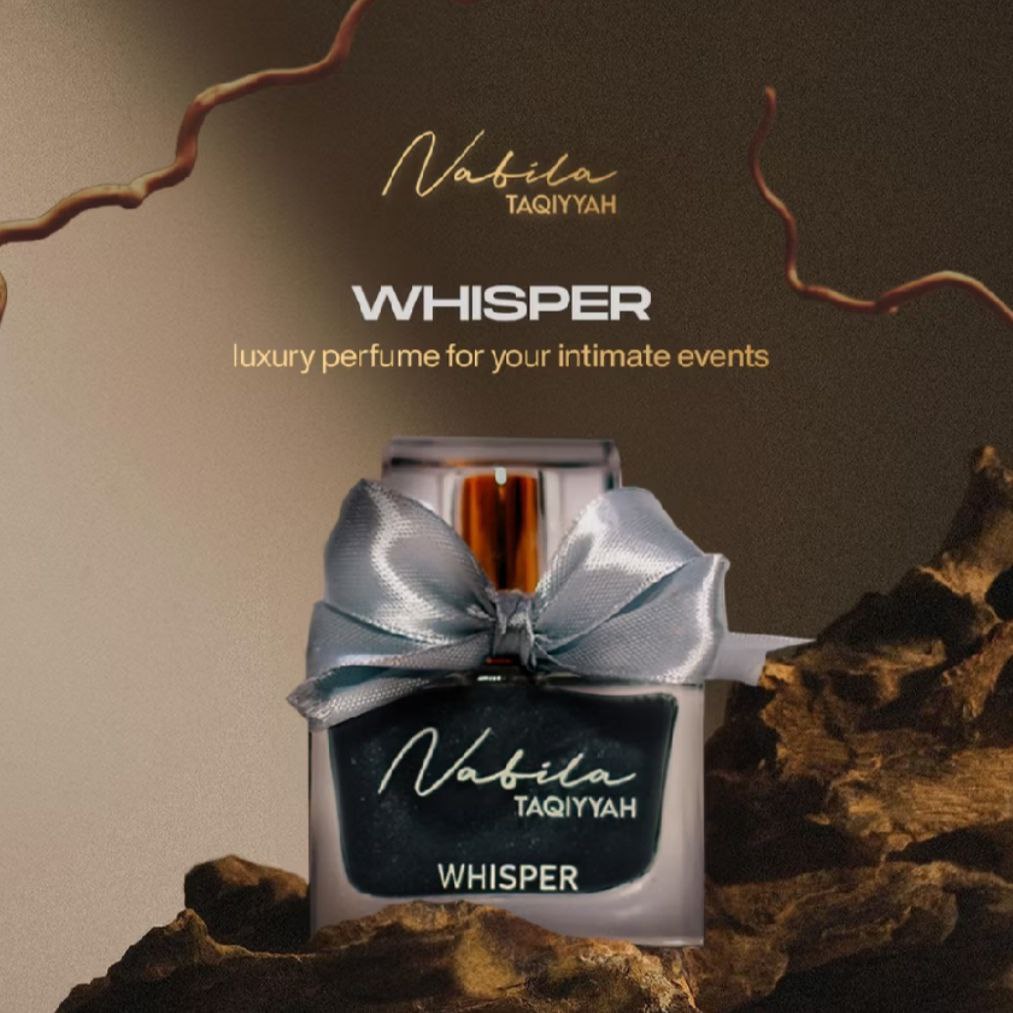 Nabila
TAQIYYAH
WHISPER
luxury perfume for your intimate events
Nabila
TAQIYYAH
WHISPER